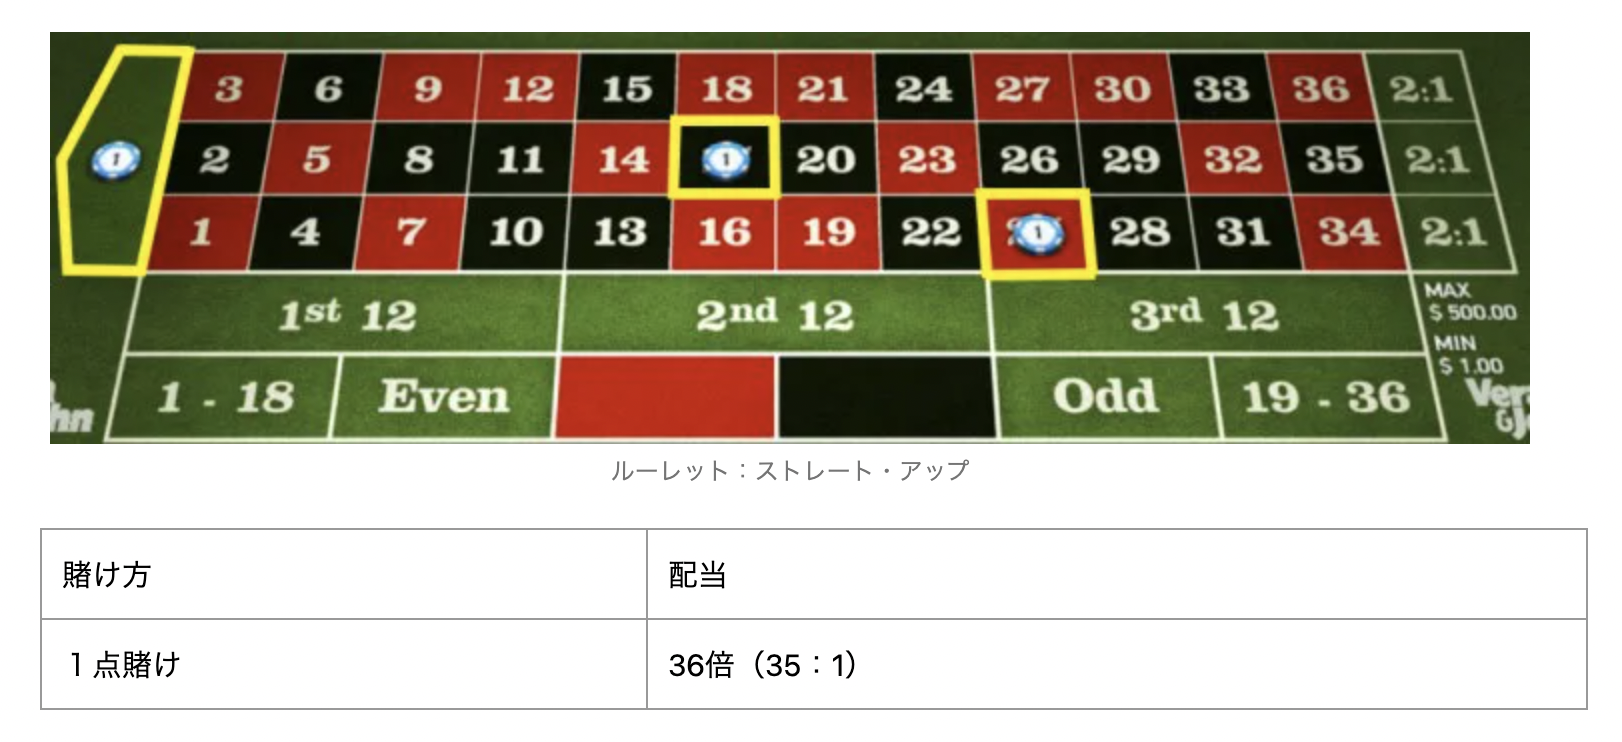 3 6 9 12 15 18 21 24 27 30 33 36 2:1
1 1
2 5 8 11 14 20 23 26 29 32 35 2:1
1 4 7 10 13 16 19 22 1 28 31 34 2:1
1st 12 2nd 12 3rd 12
MAX
$ 500.00
MIN
$ 1.00
1 - 18 Even Odd 19 - 36
ルーレット：ストレート・アップ
賭け方 配当
１点賭け 36倍（35：1）